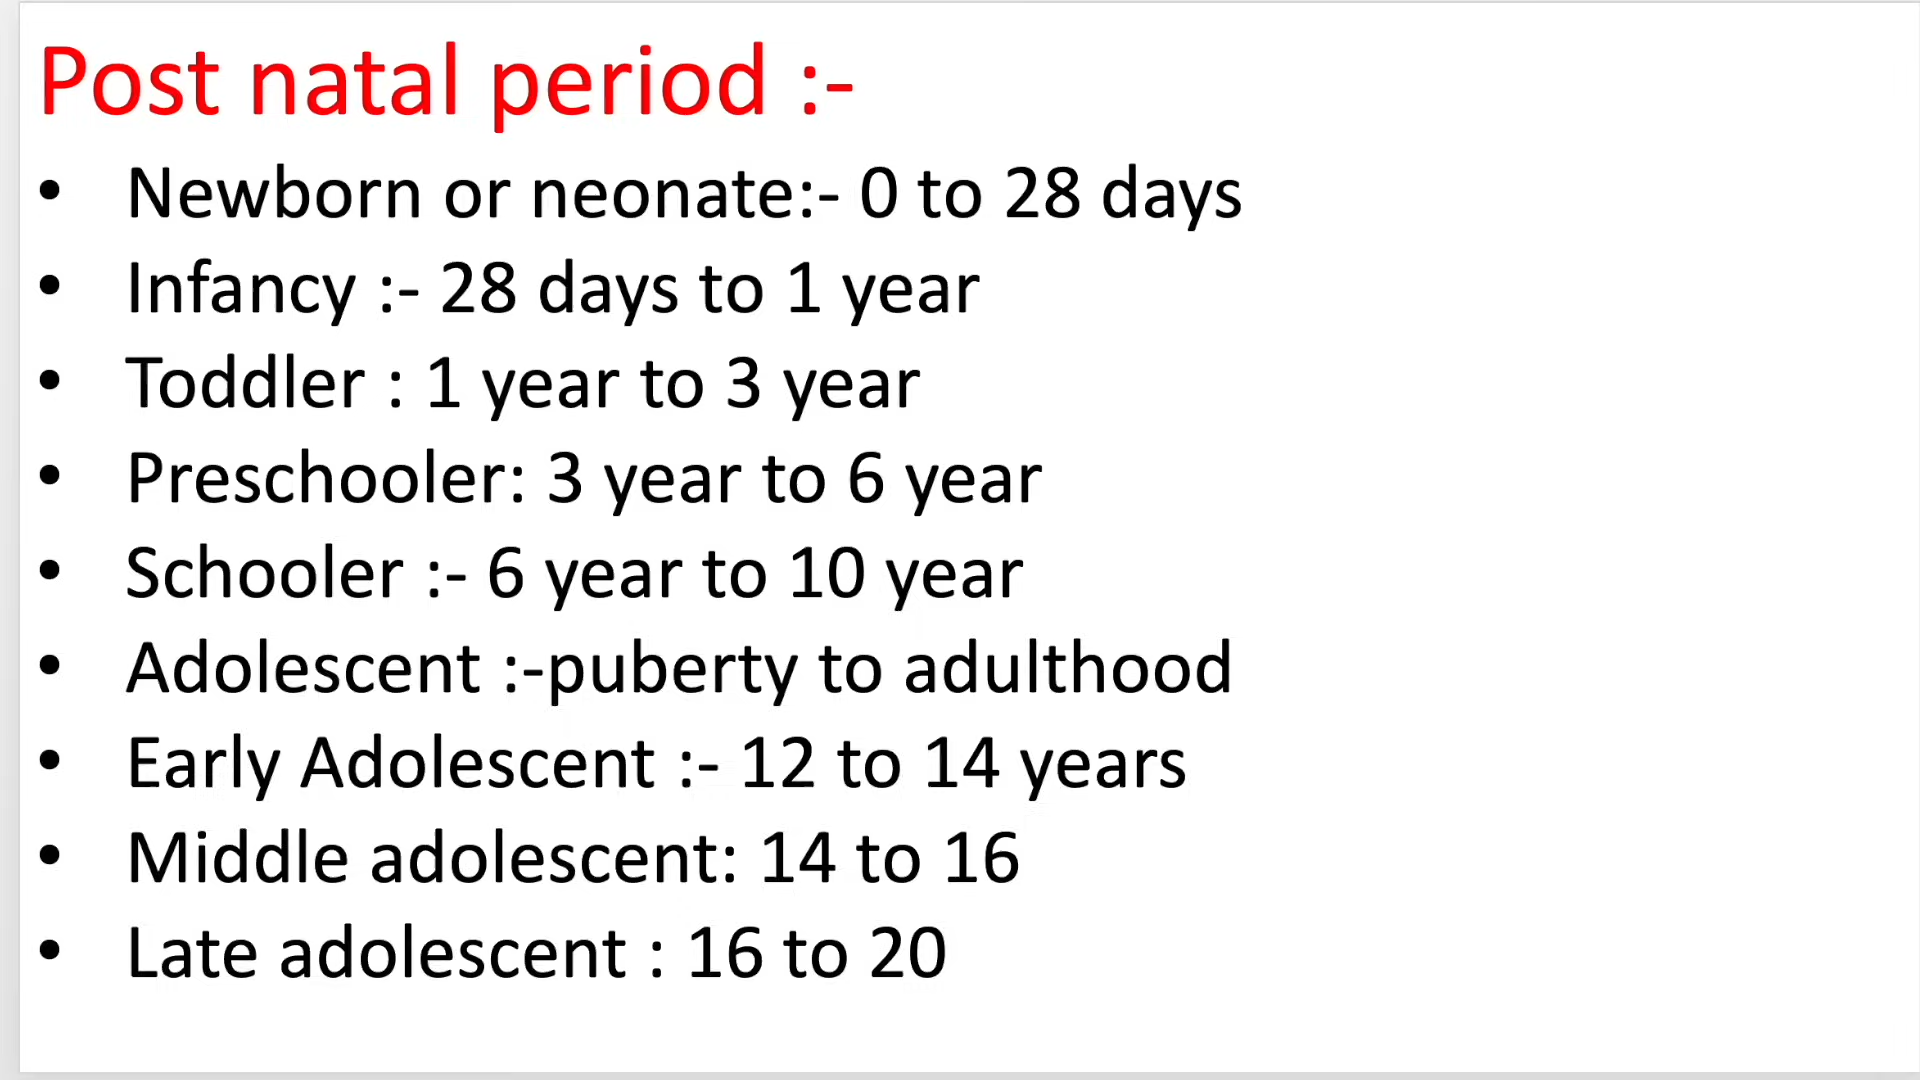 Post natal period :-
• Newborn or neonate:- 0 to 28 days
• Infancy :- 28 days to 1 year
• Toddler : 1 year to 3 year
• Preschooler: 3 year to 6 year
• Schooler :- 6 year to 10 year
• Adolescent :-puberty to adulthood
• Early Adolescent :- 12 to 14 years
• Middle adolescent: 14 to 16
• Late adolescent : 16 to 20